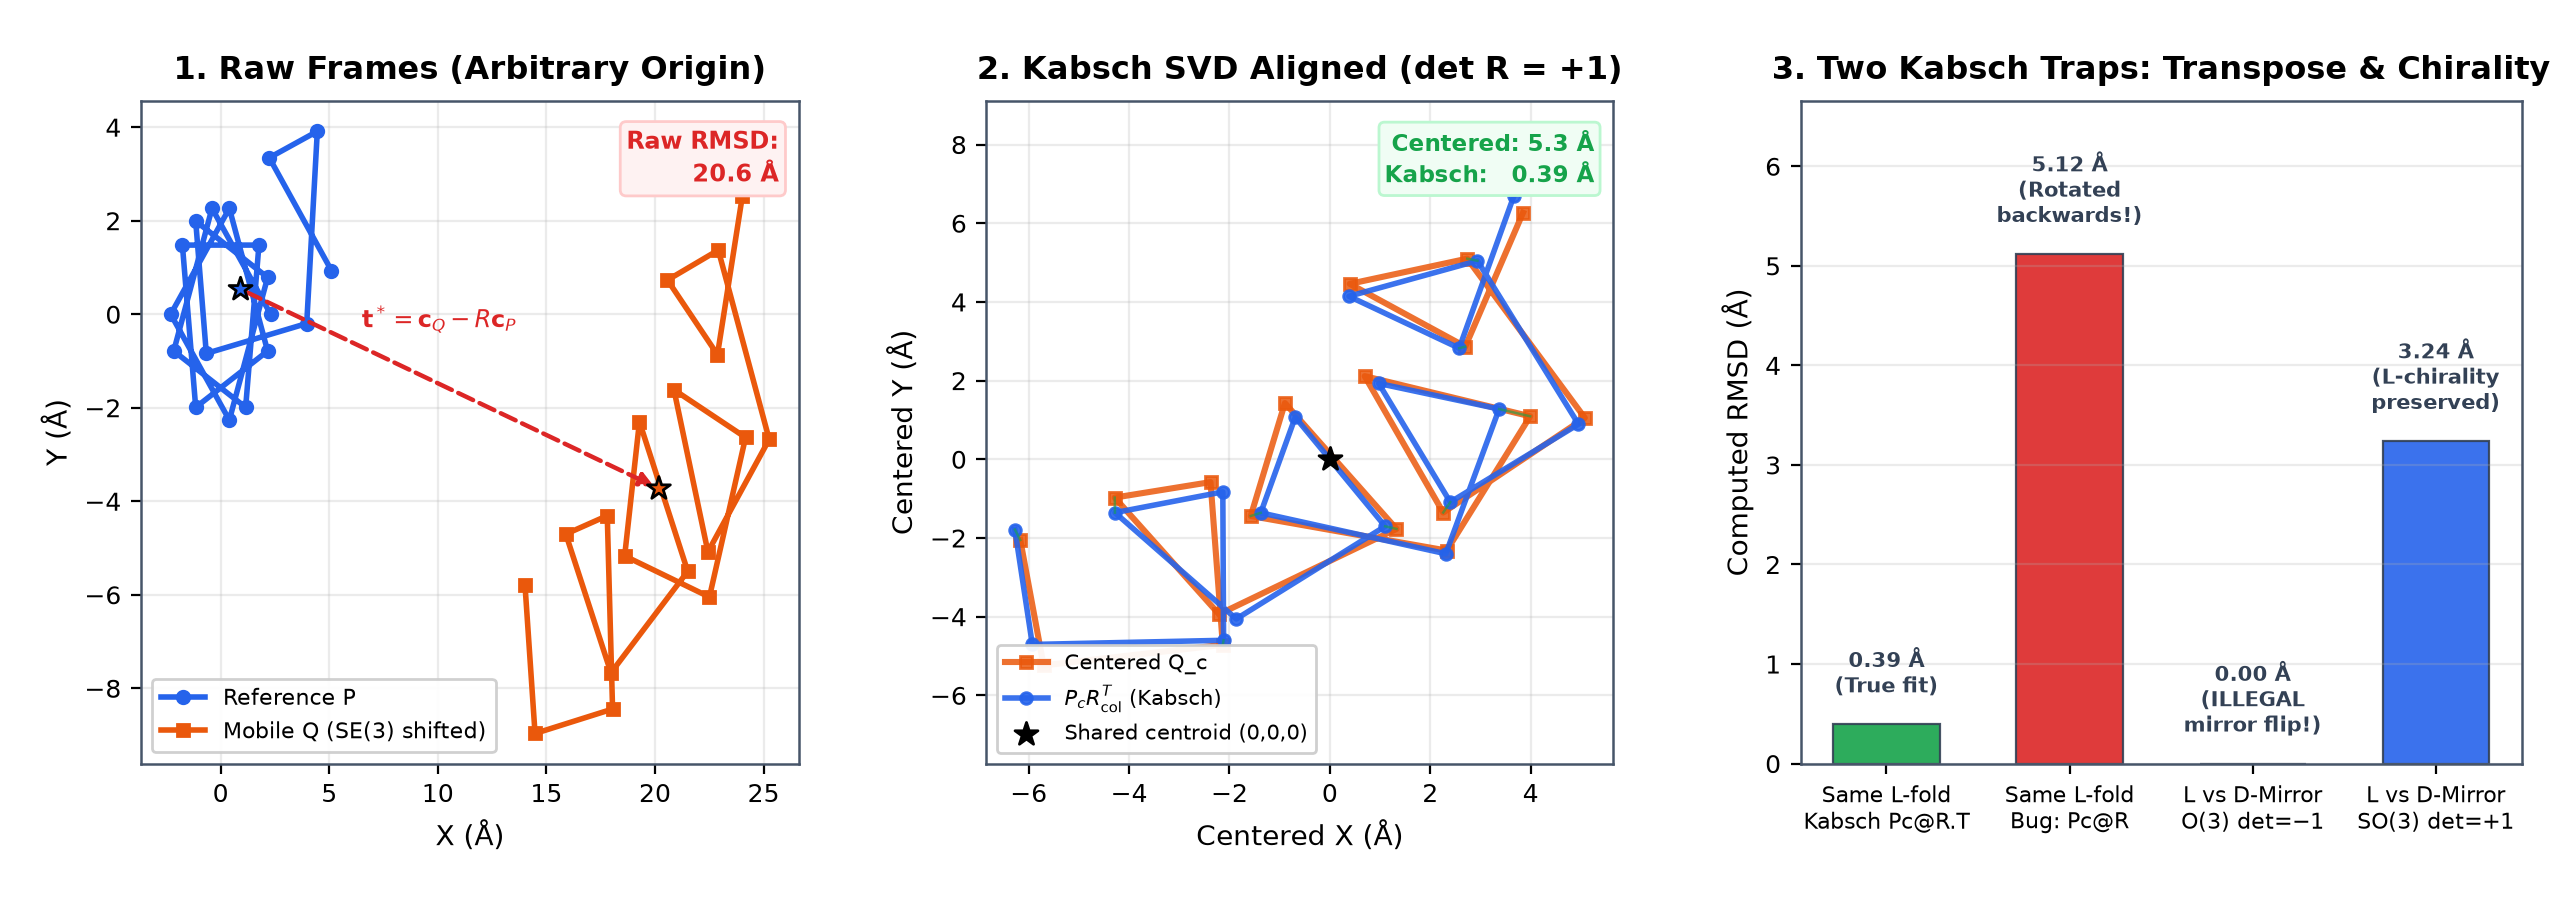 1. Raw Frames (Arbitrary Origin)
4
2
0
−2
−4
−6
−8
Y (Å)
Raw RMSD:
20.6 Å
t* = c_Q − Rc_P
Reference P
Mobile Q (SE(3) shifted)
0
5
10
15
20
25
X (Å)
2. Kabsch SVD Aligned (det R = +1)
8
6
4
2
0
−2
−4
−6
Centered Y (Å)
Centered: 5.3 Å
Kabsch: 0.39 Å
Centered Q_c
P_c R^T_col (Kabsch)
Shared centroid (0,0,0)
−6
−4
−2
0
2
4
Centered X (Å)
3. Two Kabsch Traps: Transpose & Chirality
6
5
4
3
2
1
0
Computed RMSD (Å)
0.39 Å
(True fit)
5.12 Å
(Rotated
backwards!)
0.00 Å
(ILLEGAL
mirror flip!)
3.24 Å
(L-chirality
preserved)
Same L-fold
Kabsch Pc@R.T
Same L-fold
Bug: Pc@R
L vs D-Mirror
O(3) det=−1
L vs D-Mirror
SO(3) det=+1